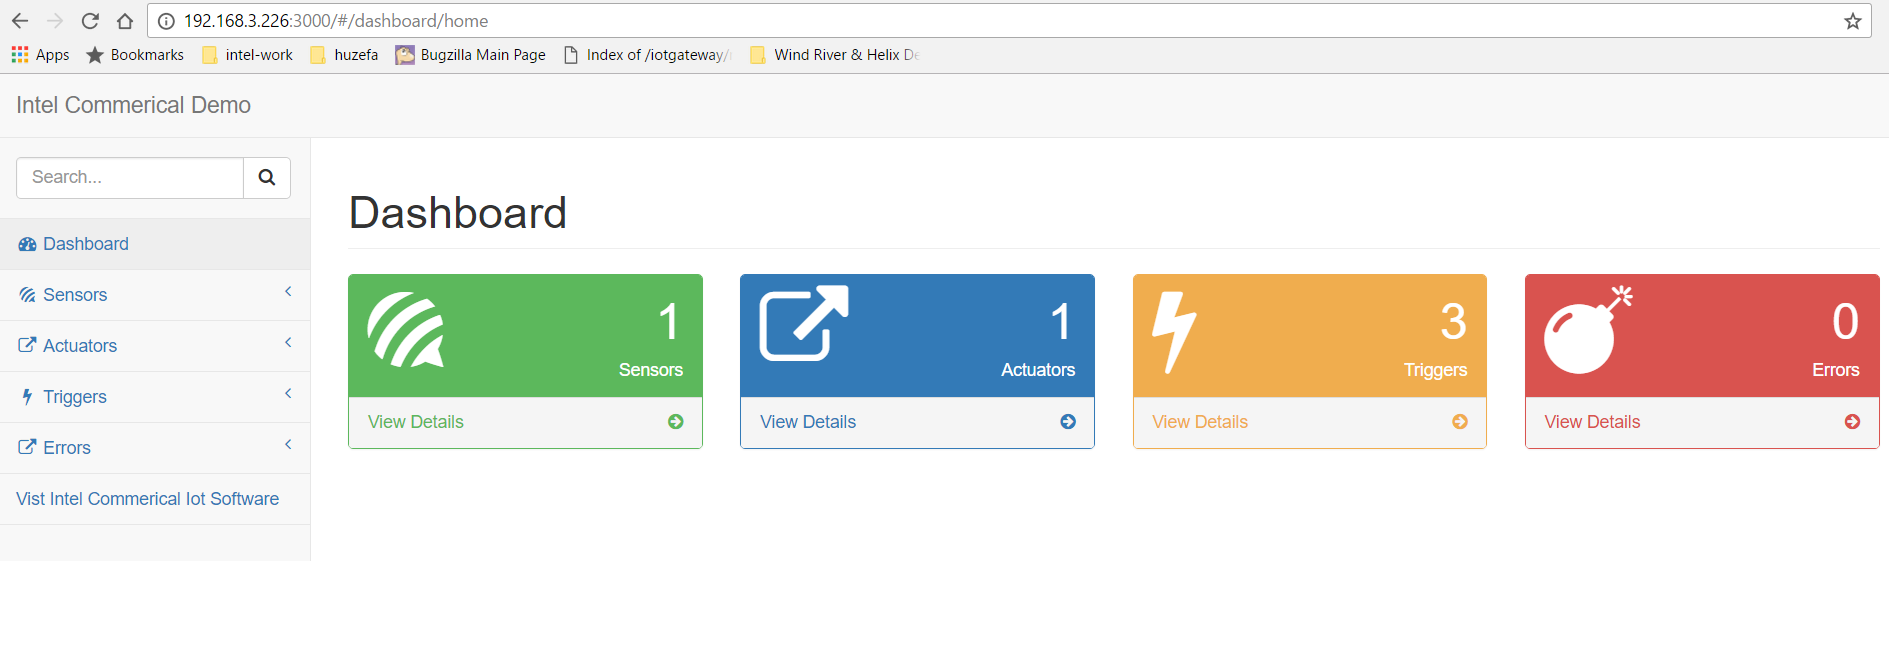 192.168.3.226:3000/#/dashboard/home
Apps Bookmarks intel-work huzefa Bugzilla Main Page Index of /iotgateway/ Wind River & Helix De
Intel Commerical Demo
Search...
Dashboard
Sensors
Actuators
Triggers
Errors
Vist Intel Commerical Iot Software
Dashboard
1
Sensors
View Details
1
Actuators
View Details
3
Triggers
View Details
0
Errors
View Details